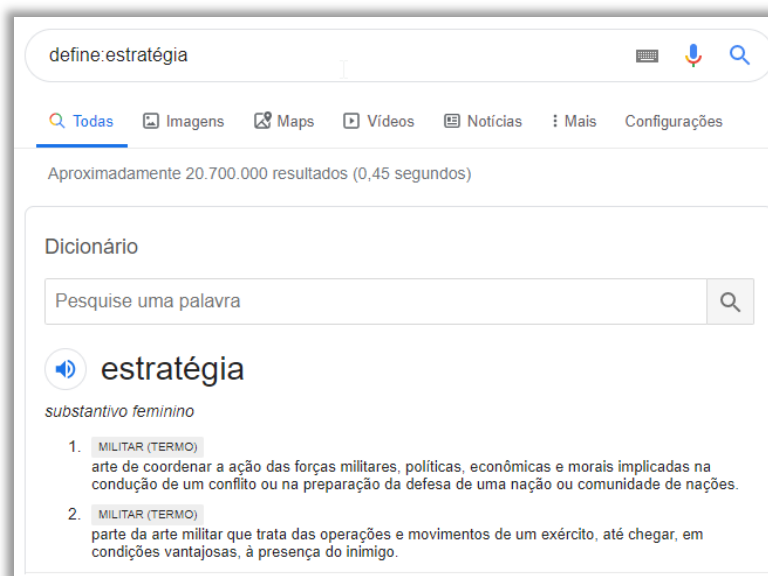 define:estratégia
Todas Imagens Maps Vídeos Notícias Mais Configurações
Aproximadamente 20.700.000 resultados (0,45 segundos)
Dicionário
Pesquise uma palavra
estratégia
substantivo feminino
1. MILITAR (TERMO)
arte de coordenar a ação das forças militares, políticas, econômicas e morais implicadas na
condução de um conflito ou na preparação da defesa de uma nação ou comunidade de nações.
2. MILITAR (TERMO)
parte da arte militar que trata das operações e movimentos de um exército, até chegar, em
condições vantajosas, à presença do inimigo.